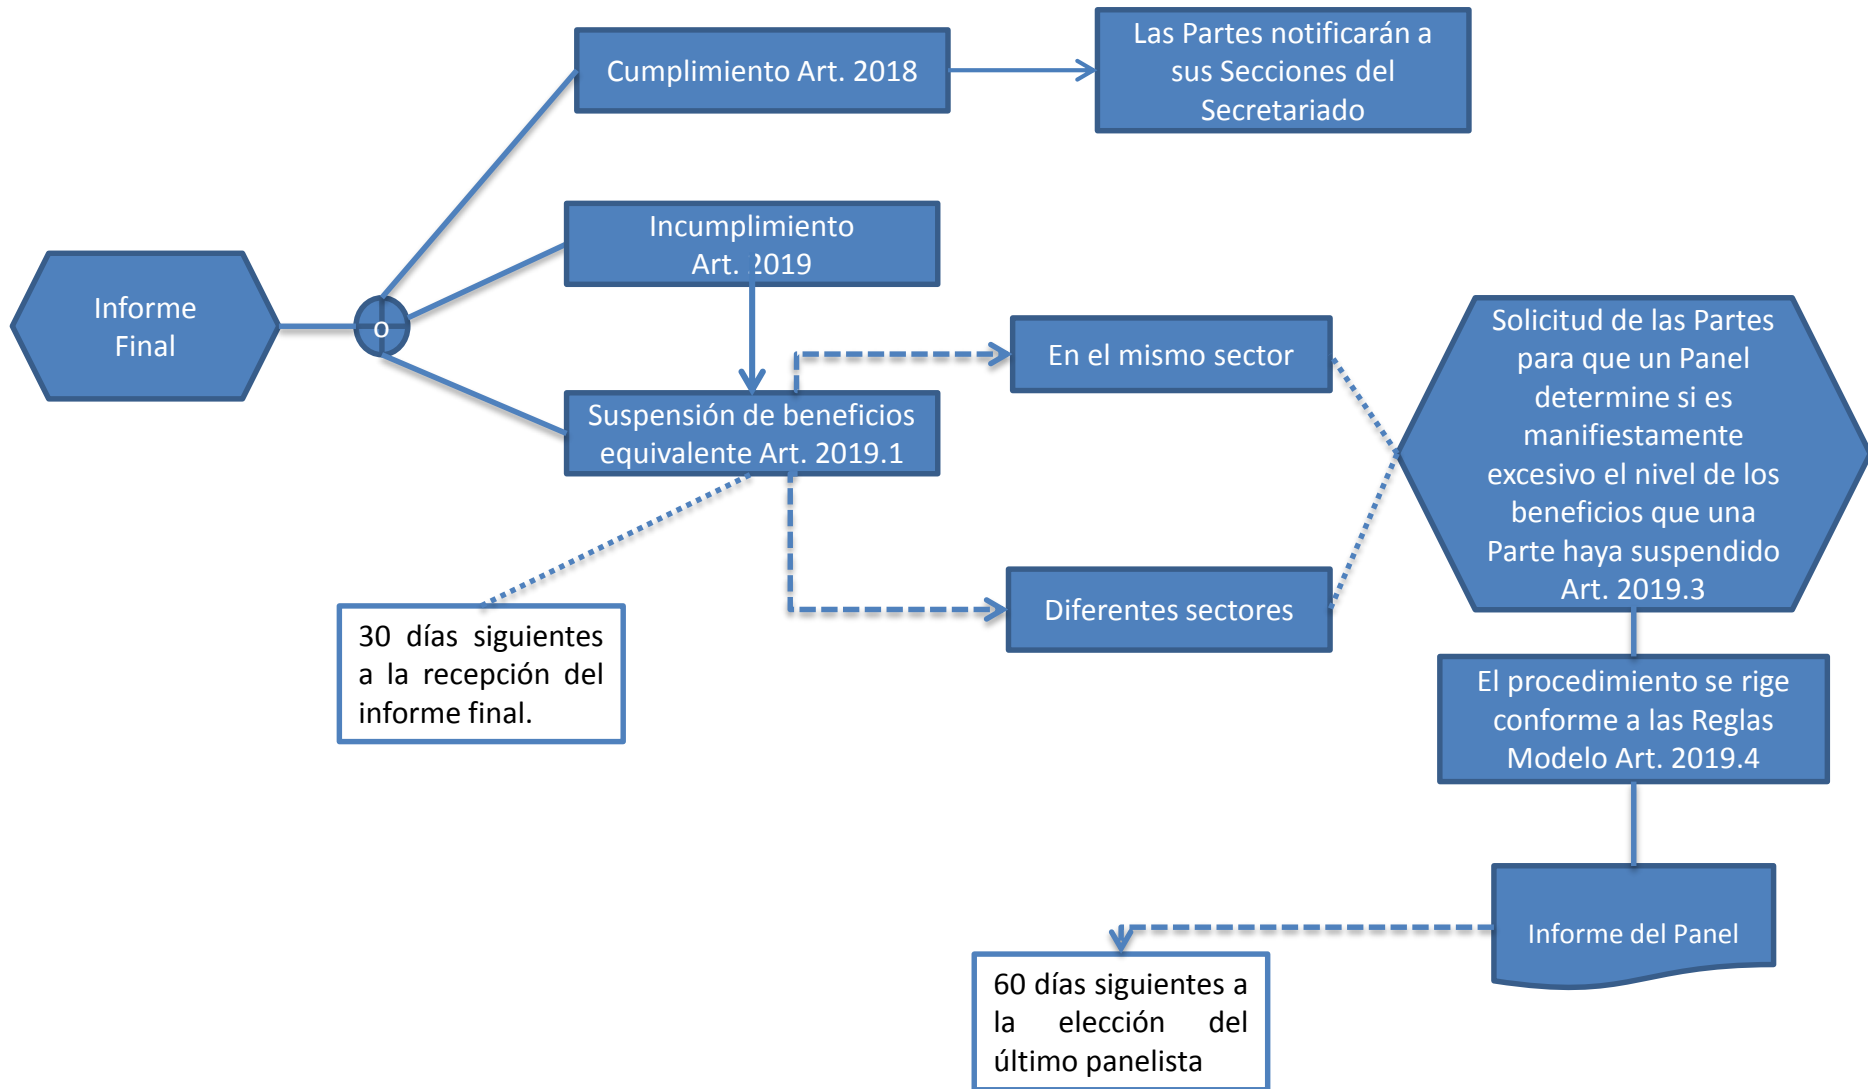 Cumplimiento Art. 2018
Las Partes notificarán a
sus Secciones del
Secretariado
Incumplimiento
Art. 2019
Informe
Final
o
Suspensión de beneficios
equivalente Art. 2019.1
En el mismo sector
Diferentes sectores
Solicitud de las Partes
para que un Panel
determine si es
manifiestamente
excesivo el nivel de los
beneficios que una
Parte haya suspendido
Art. 2019.3
30 días siguientes
a la recepción del
informe final.
El procedimiento se rige
conforme a las Reglas
Modelo Art. 2019.4
Informe del Panel
60 días siguientes a
la elección del
último panelista